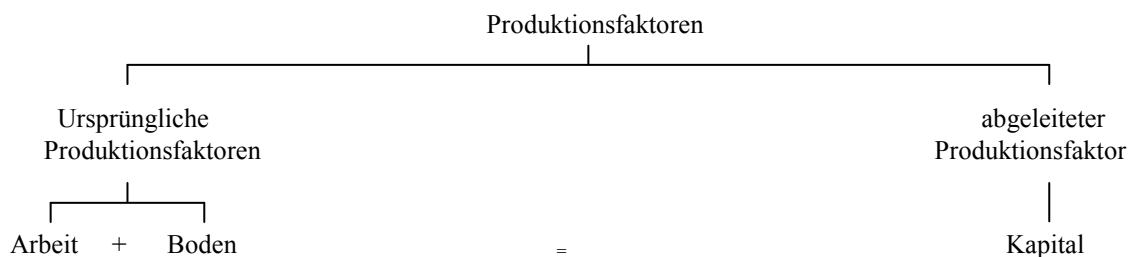 Produktionsfaktoren
Ursprüngliche
Produktionsfaktoren
abgeleiteter
Produktionsfaktor
Arbeit + Boden = Kapital